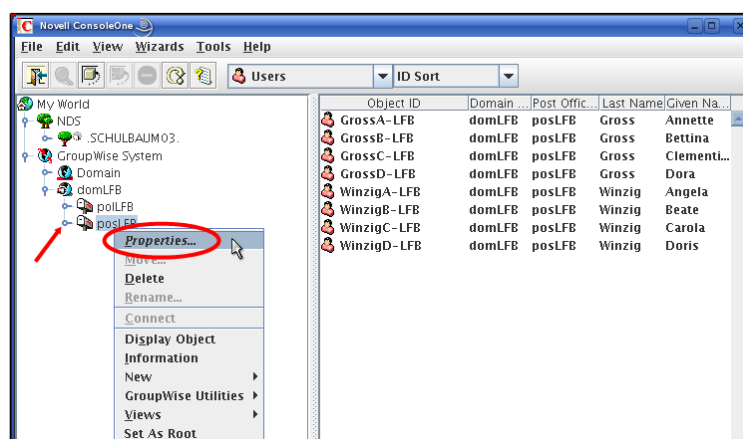 Novell ConsoleOne
File Edit View Wizards Tools Help
Users ID Sort
My World
NDS
.SCHULBAUM03.
GroupWise System
Domain
domLFB
polLFB
posLFB
Properties...
Move...
Delete
Rename...
Connect
Display Object
Information
New
GroupWise Utilities
Views
Set As Root
Object ID Domain ... Post Offic... Last Name Given Na...
GrossA-LFB domLFB posLFB Gross Annette
GrossB-LFB domLFB posLFB Gross Bettina
GrossC-LFB domLFB posLFB Gross Clementi...
GrossD-LFB domLFB posLFB Gross Dora
WinzigA-LFB domLFB posLFB Winzig Angela
WinzigB-LFB domLFB posLFB Winzig Beate
WinzigC-LFB domLFB posLFB Winzig Carola
WinzigD-LFB domLFB posLFB Winzig Doris